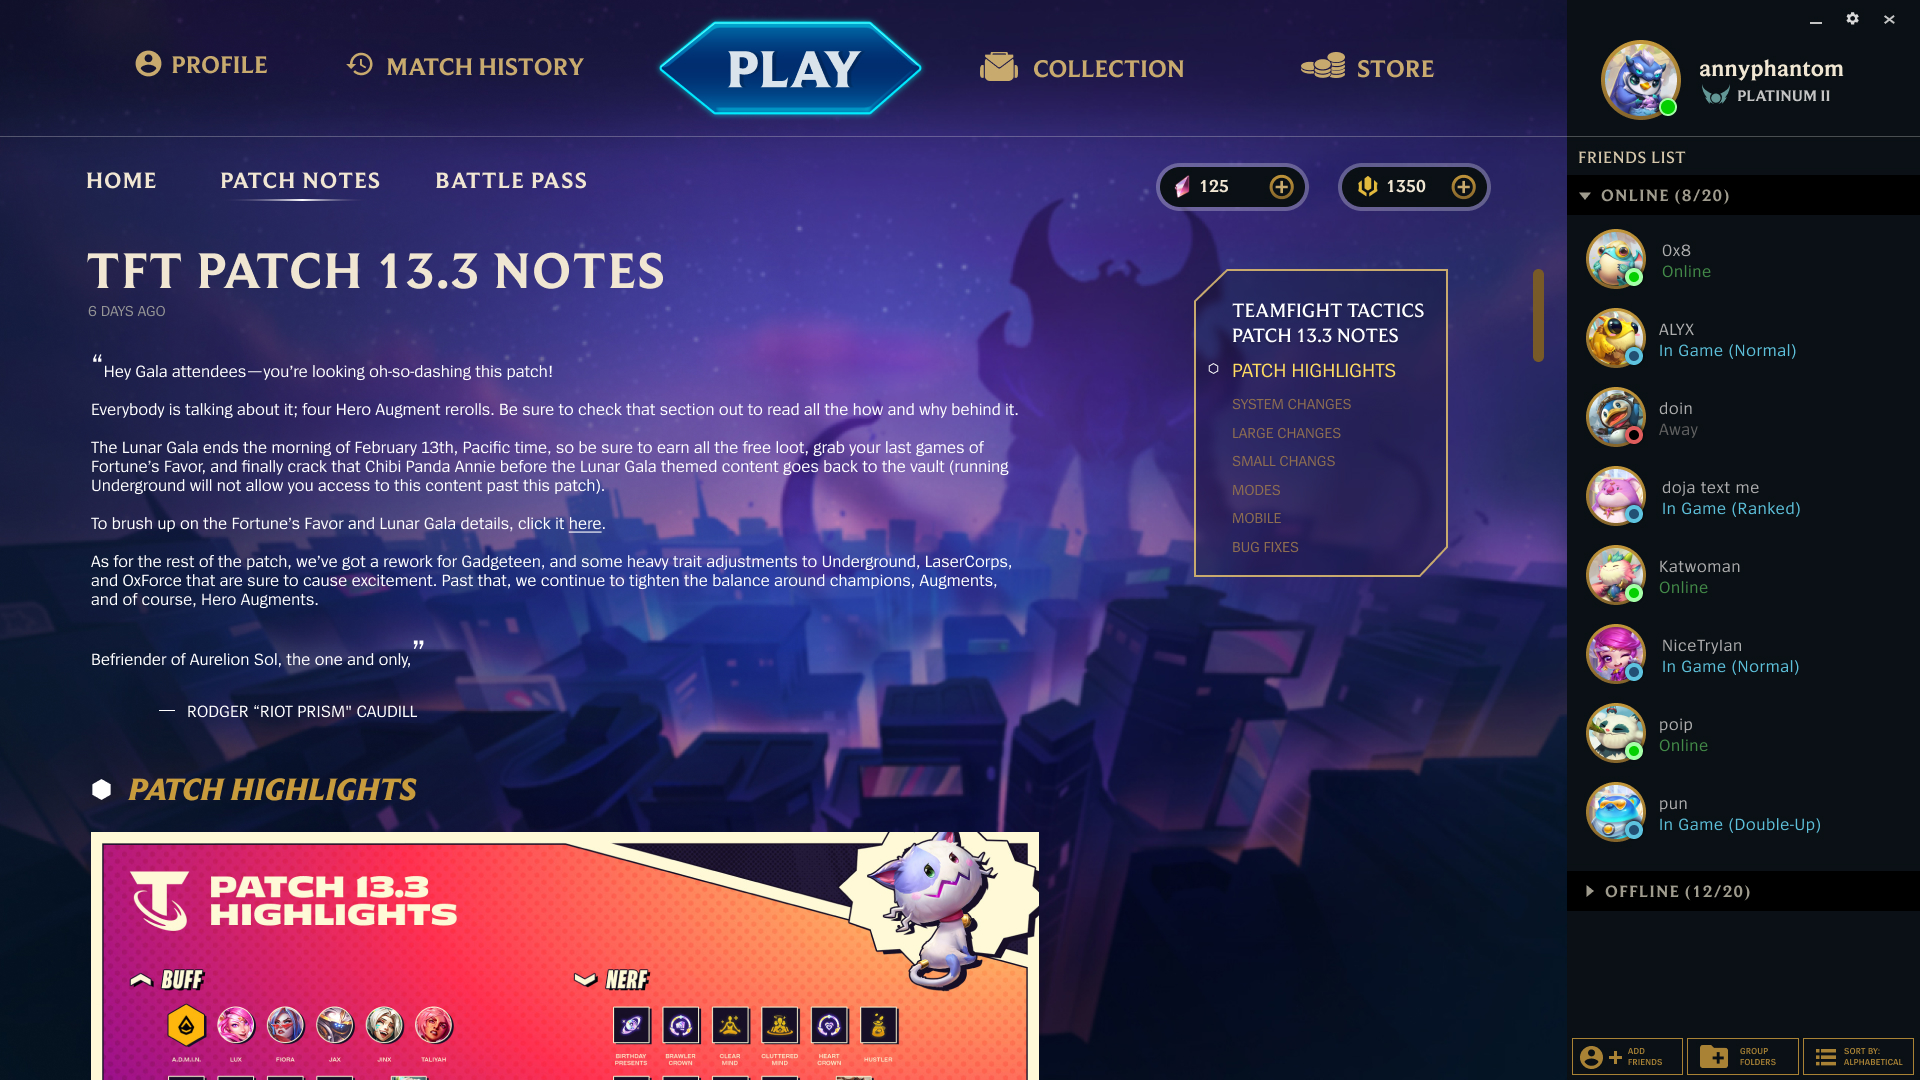 PROFILE
MATCH HISTORY
PLAY
COLLECTION
STORE
annyphantom
PLATINUM II
HOME
PATCH NOTES
BATTLE PASS
125
1350
FRIENDS LIST
ONLINE (8/20)
TFT PATCH 13.3 NOTES
6 DAYS AGO
“Hey Gala attendees—you’re looking oh-so-dashing this patch!
Everybody is talking about it; four Hero Augment rerolls. Be sure to check that section out to read all the how and why behind it.
The Lunar Gala ends the morning of February 13th, Pacific time, so be sure to earn all the free loot, grab your last games of
Fortune’s Favor, and finally crack that Chibi Panda Annie before the Lunar Gala themed content goes back to the vault (running
Underground will not allow you access to this content past this patch).
To brush up on the Fortune’s Favor and Lunar Gala details, click it here.
As for the rest of the patch, we’ve got a rework for Gadgeteen, and some heavy trait adjustments to Underground, LaserCorps,
and OxForce that are sure to cause excitement. Past that, we continue to tighten the balance around champions, Augments,
and of course, Hero Augments.
Befriender of Aurelion Sol, the one and only,”
— RODGER “RIOT PRISM" CAUDILL
TEAMFIGHT TACTICS
PATCH 13.3 NOTES
PATCH HIGHLIGHTS
SYSTEM CHANGES
LARGE CHANGES
SMALL CHANGS
MODES
MOBILE
BUG FIXES
PATCH HIGHLIGHTS
PATCH 13.3
HIGHLIGHTS
BUFF
A.D.M.I.N.
LUX
FIORA
JAX
JINX
TALIYAH
NERF
BIRTHDAY
PRESENTS
BRAWLER
CROWN
CLEAR
MIND
CLUTTERED
MIND
HEART
CROWN
HUSTLER
0x8
Online
ALYX
In Game (Normal)
doin
Away
doja text me
In Game (Ranked)
Katwoman
Online
NiceTrylan
In Game (Normal)
poip
Online
pun
In Game (Double-Up)
OFFLINE (12/20)
ADD
FRIENDS
GROUP
FOLDERS
SORT BY:
ALPHABETICAL